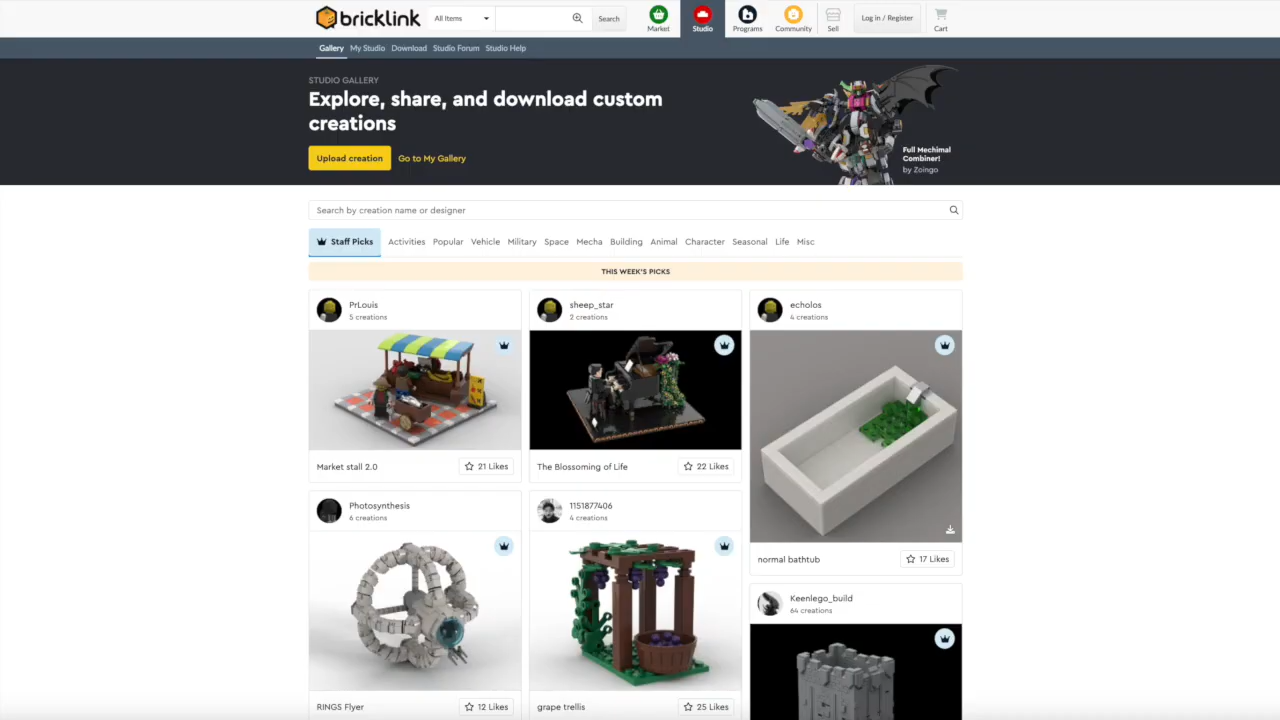 bricklink
All Items
Search
Market
Studio
Programs
Community
Sell
Log in / Register
Cart
Gallery
My Studio
Download
Studio Forum
Studio Help
STUDIO GALLERY
Explore, share, and download custom
creations
Upload creation
Go to My Gallery
Full Mechimal
Combiner!
by Zoingo
Search by creation name or designer
Staff Picks
Activities
Popular
Vehicle
Military
Space
Mecha
Building
Animal
Character
Seasonal
Life
Misc
THIS WEEK'S PICKS
PrLouis
5 creations
Market stall 2.0
21 Likes
sheep_star
2 creations
The Blossoming of Life
22 Likes
echolos
4 creations
normal bathtub
17 Likes
Photosynthesis
6 creations
RINGS Flyer
12 Likes
1151877406
4 creations
grape trellis
25 Likes
Keenlego_build
64 creations